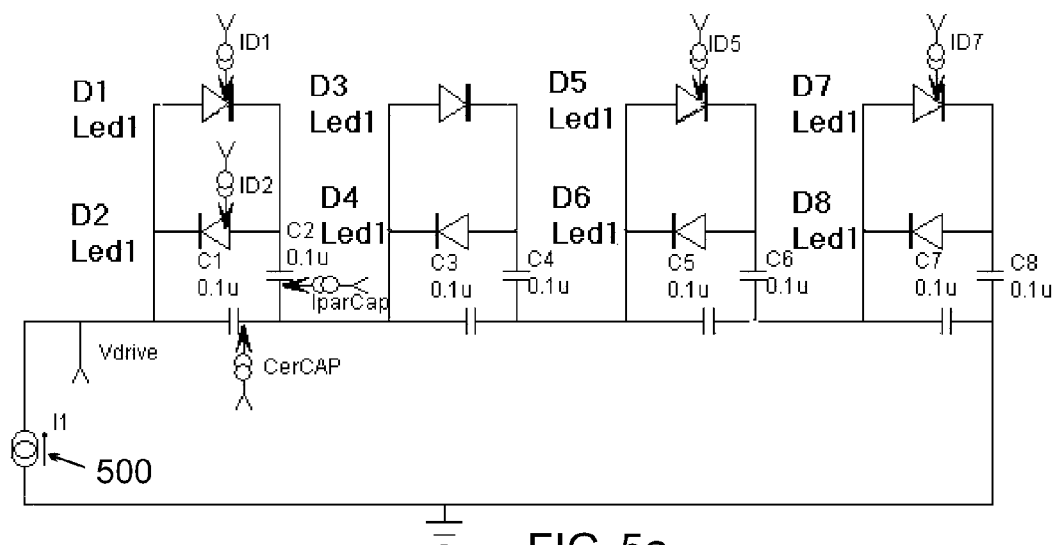 ID1
ID5
ID7
D1
Led1
D3
Led1
D5
Led1
D7
Led1
ID2
D2
Led1
D4
Led1
D6
Led1
D8
Led1
C1
0.1u
C2
0.1u
C3
0.1u
C4
0.1u
C5
0.1u
C6
0.1u
C7
0.1u
C8
0.1u
IparCap
Vdrive
CerCAP
I1
500